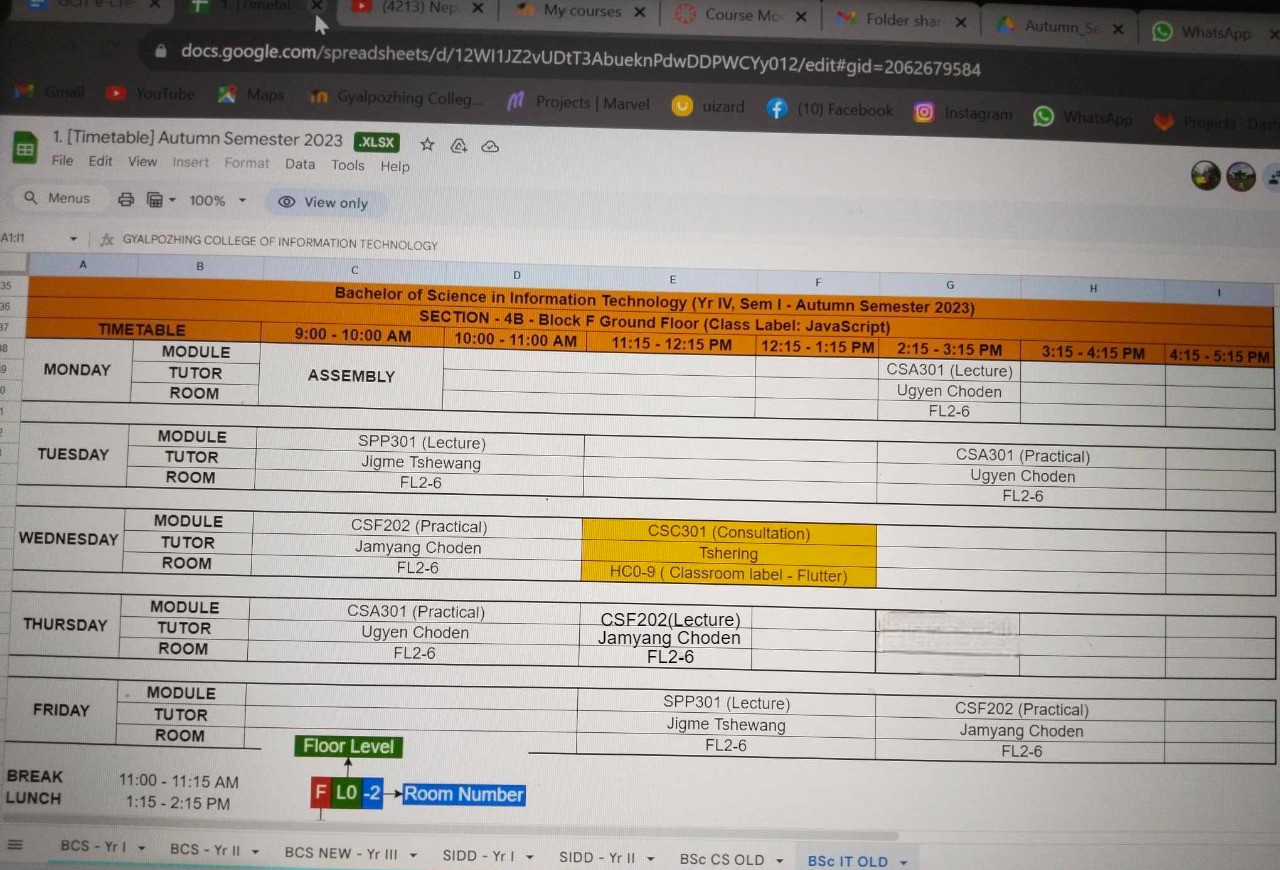 1. [Timetab
(4213) Nep
My courses
Course Mo
Folder shar
Autumn_Se
WhatsApp
docs.google.com/spreadsheets/d/12WI1JZ2vUDtT3AbueknPdwDDPWCYy012/edit#gid=2062679584
Gmail YouTube Maps Gyalpozhing Colleg... Projects | Marvel uizard (10) Facebook Instagram WhatsApp Projects · Das
1. [Timetable] Autumn Semester 2023 .XLSX
File Edit View Insert Format Data Tools Help
Menus 100% View only
A1:I1 fx GYALPOZHING COLLEGE OF INFORMATION TECHNOLOGY
A B C D E F G H I
35 Bachelor of Science in Information Technology (Yr IV, Sem I - Autumn Semester 2023)
36 SECTION - 4B - Block F Ground Floor (Class Label: JavaScript)
37 TIMETABLE 9:00 - 10:00 AM 10:00 - 11:00 AM 11:15 - 12:15 PM 12:15 - 1:15 PM 2:15 - 3:15 PM 3:15 - 4:15 PM 4:15 - 5:15 PM
MONDAY MODULE ASSEMBLY CSA301 (Lecture)
TUTOR Ugyen Choden
ROOM FL2-6
TUESDAY MODULE SPP301 (Lecture) CSA301 (Practical)
TUTOR Jigme Tshewang Ugyen Choden
ROOM FL2-6 FL2-6
WEDNESDAY MODULE CSF202 (Practical) CSC301 (Consultation)
TUTOR Jamyang Choden Tshering
ROOM FL2-6 HC0-9 ( Classroom label - Flutter)
THURSDAY MODULE CSA301 (Practical) CSF202(Lecture)
TUTOR Ugyen Choden Jamyang Choden
ROOM FL2-6 FL2-6
FRIDAY MODULE SPP301 (Lecture) CSF202 (Practical)
TUTOR Jigme Tshewang Jamyang Choden
ROOM FL2-6 FL2-6
Floor Level
BREAK 11:00 - 11:15 AM
LUNCH 1:15 - 2:15 PM
F L0 -2 Room Number
BCS - Yr I BCS - Yr II BCS NEW - Yr III SIDD - Yr I SIDD - Yr II BSc CS OLD BSc IT OLD